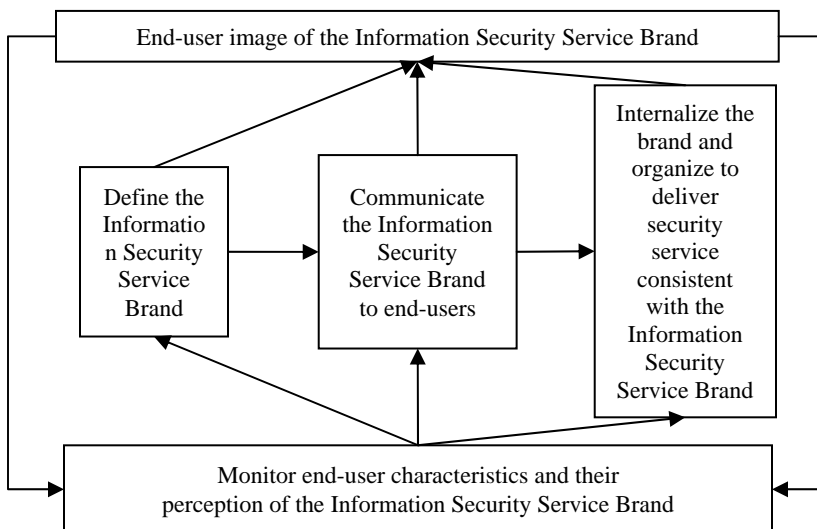 End-user image of the Information Security Service Brand
Define the
Informatio
n Security
Service
Brand
Communicate
the Information
Security
Service Brand
to end-users
Internalize the
brand and
organize to
deliver
security
service
consistent
with the
Information
Security
Service Brand
Monitor end-user characteristics and their
perception of the Information Security Service Brand